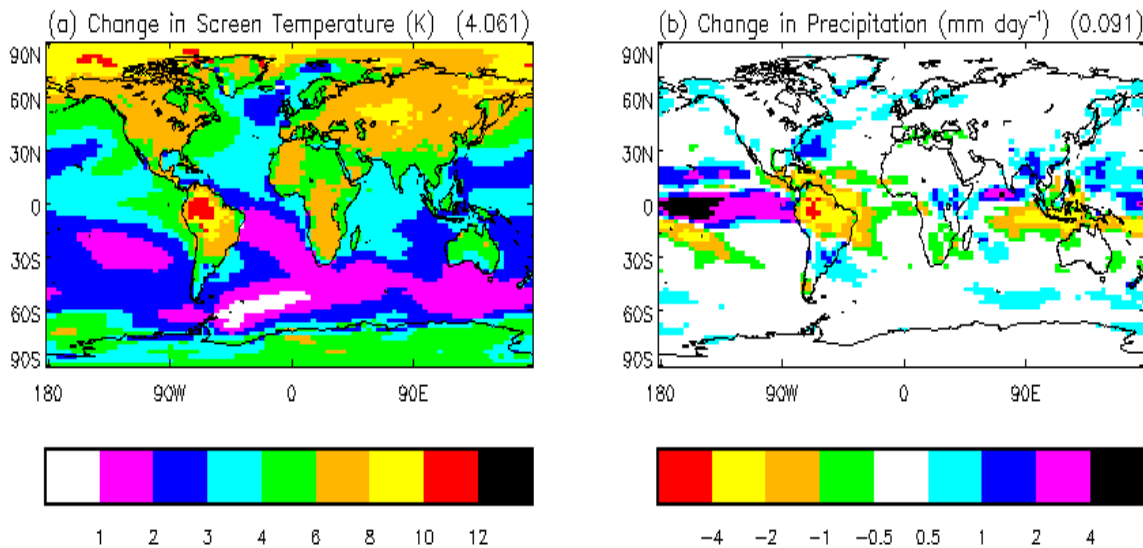 (a) Change in Screen Temperature (K) (4.061)
90N
60N
30N
0
30S
60S
90S
180 90W 0 90E
1 2 3 4 5 6 8 10 12
(b) Change in Precipitation (mm day⁻¹) (0.091)
90N
60N
30N
0
30S
60S
90S
180 90W 0 90E
-4 -2 -1 -0.5 0.5 1 2 4